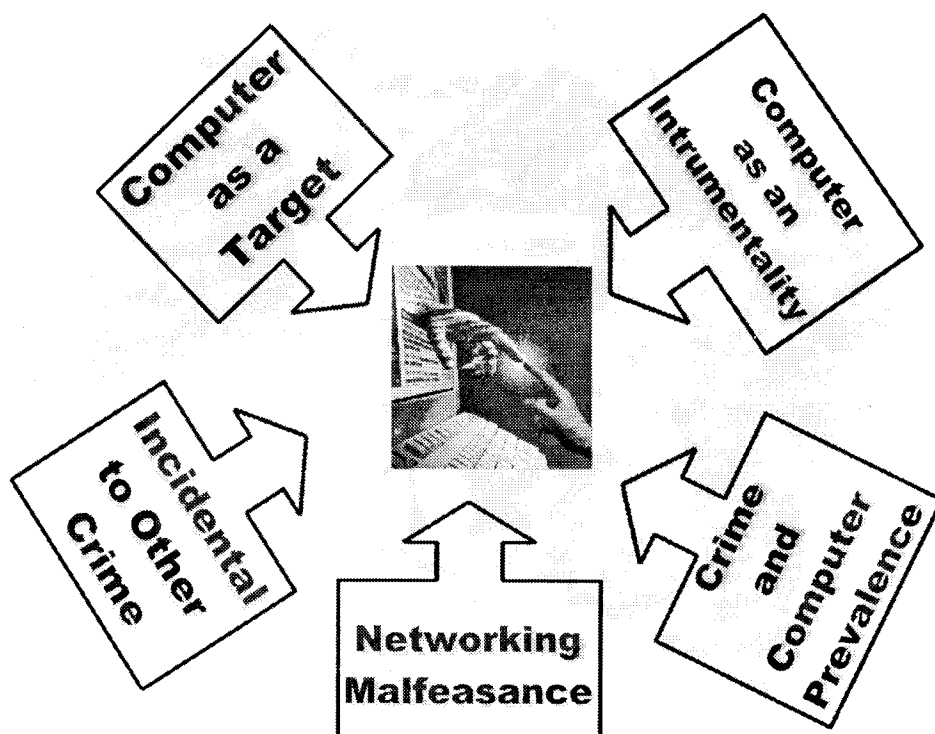 Computer
as a
Target
Computer
as an
Intrumentality
Incidental
to Other
Crime
Networking
Malfeasance
Crime
and
Computer
Prevalence